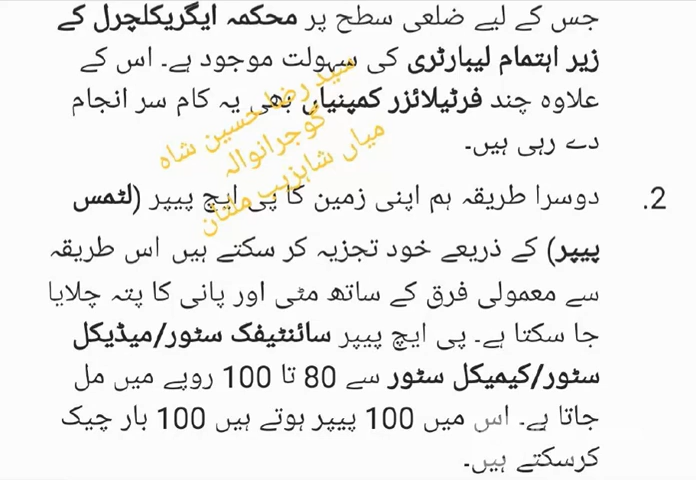 جس کے لیے ضلعی سطح پر محکمہ ایگریکلچرل کے
زیر اہتمام لیبارٹری کی سہولت موجود ہے۔ اس کے
علاوہ چند فرٹیلائزر کمپنیاں بھی یہ کام سر انجام
دے رہی ہیں۔
سید رضا حسین شاہ
گوجرانوالہ
میاں شاہزیب ملتان
2. دوسرا طریقہ ہم اپنی زمین کا پی ایچ پیپر (لٹمس
پیپر) کے ذریعے خود تجزیہ کر سکتے ہیں اس طریقہ
سے معمولی فرق کے ساتھ مٹی اور پانی کا پتہ چلایا
جا سکتا ہے۔ پی ایچ پیپر سائنٹیفک سٹور/میڈیکل
سٹور/کیمیکل سٹور سے 80 تا 100 روپے میں مل
جاتا ہے۔ اس میں 100 پیپر ہوتے ہیں 100 بار چیک
کرسکتے ہیں۔